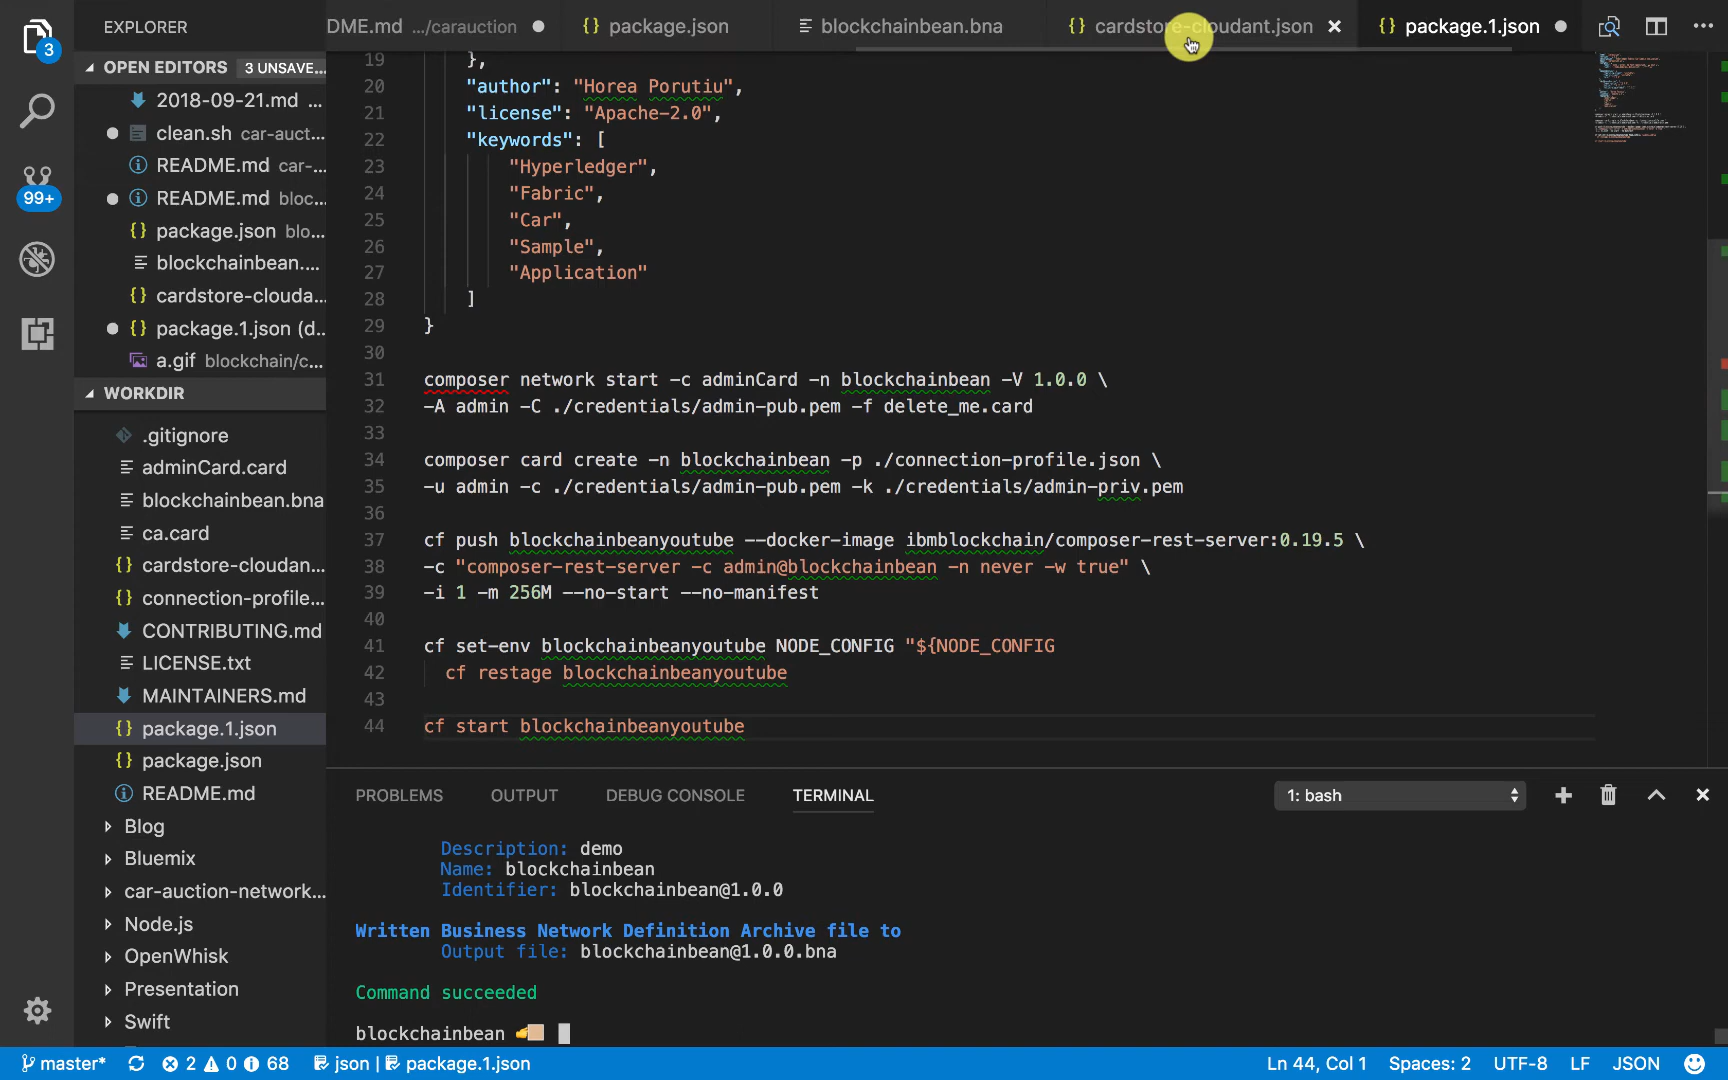 EXPLORER
DME.md .../carauction
{} package.json
blockchainbean.bna
{} cardstore-cloudant.json
{} package.1.json
3
99+
OPEN EDITORS 3 UNSAVE...
2018-09-21.md ...
clean.sh car-auct...
README.md car-...
README.md bloc...
{} package.json blo...
blockchainbean....
{} cardstore-clouda...
{} package.1.json (d...
a.gif blockchain/c...
WORKDIR
.gitignore
adminCard.card
blockchainbean.bna
ca.card
{} cardstore-cloudan...
{} connection-profile...
CONTRIBUTING.md
LICENSE.txt
MAINTAINERS.md
{} package.1.json
{} package.json
README.md
Blog
Bluemix
car-auction-network...
Node.js
OpenWhisk
Presentation
Swift
19 },
20 "author": "Horea Porutiu",
21 "license": "Apache-2.0",
22 "keywords": [
23 "Hyperledger",
24 "Fabric",
25 "Car",
26 "Sample",
27 "Application"
28 ]
29 }
30
31 composer network start -c adminCard -n blockchainbean -V 1.0.0 \
32 -A admin -C ./credentials/admin-pub.pem -f delete_me.card
33
34 composer card create -n blockchainbean -p ./connection-profile.json \
35 -u admin -c ./credentials/admin-pub.pem -k ./credentials/admin-priv.pem
36
37 cf push blockchainbeanyoutube --docker-image ibmblockchain/composer-rest-server:0.19.5 \
38 -c "composer-rest-server -c admin@blockchainbean -n never -w true" \
39 -i 1 -m 256M --no-start --no-manifest
40
41 cf set-env blockchainbeanyoutube NODE_CONFIG "${NODE_CONFIG
42 cf restage blockchainbeanyoutube
43
44 cf start blockchainbeanyoutube
PROBLEMS OUTPUT DEBUG CONSOLE TERMINAL
1: bash
Description: demo
Name: blockchainbean
Identifier: blockchainbean@1.0.0
Written Business Network Definition Archive file to
Output file: blockchainbean@1.0.0.bna
Command succeeded
blockchainbean
master* 2 0 68 json | package.1.json
Ln 44, Col 1 Spaces: 2 UTF-8 LF JSON